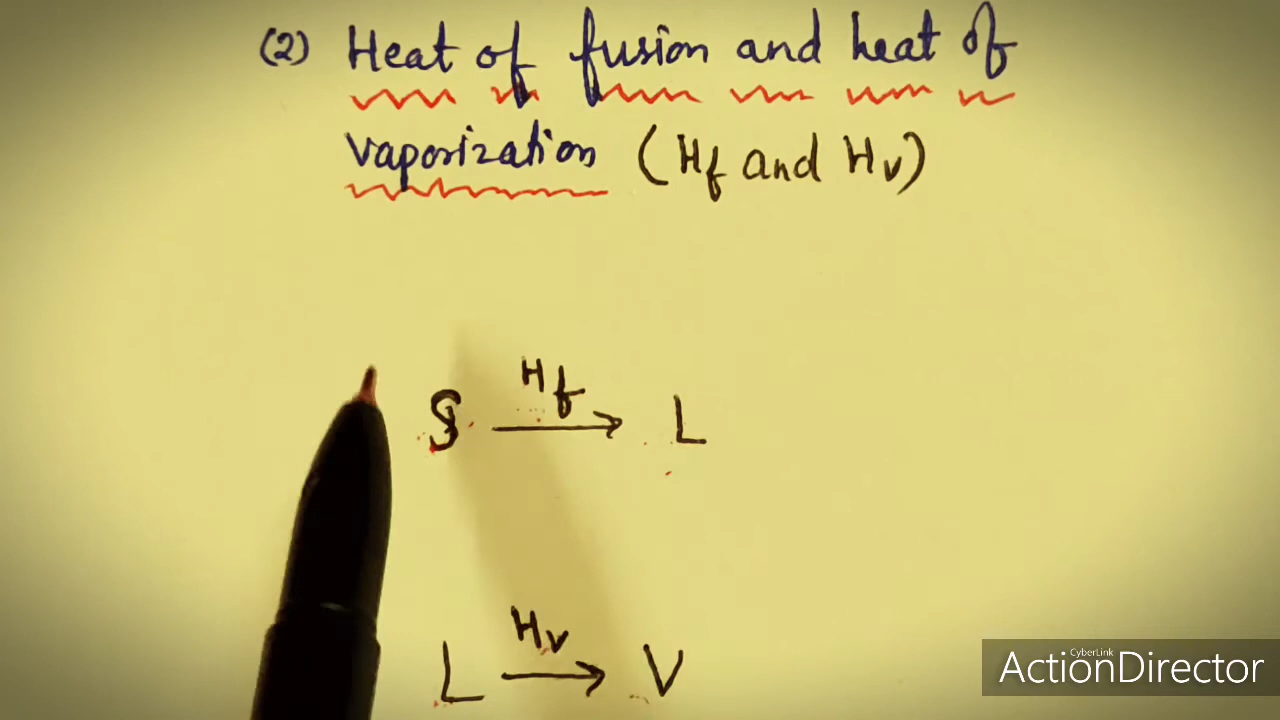 (2) Heat of fusion and heat of
vaporization (Hf and Hv)
S Hf → L
L Hv → V
CyberLink
ActionDirector